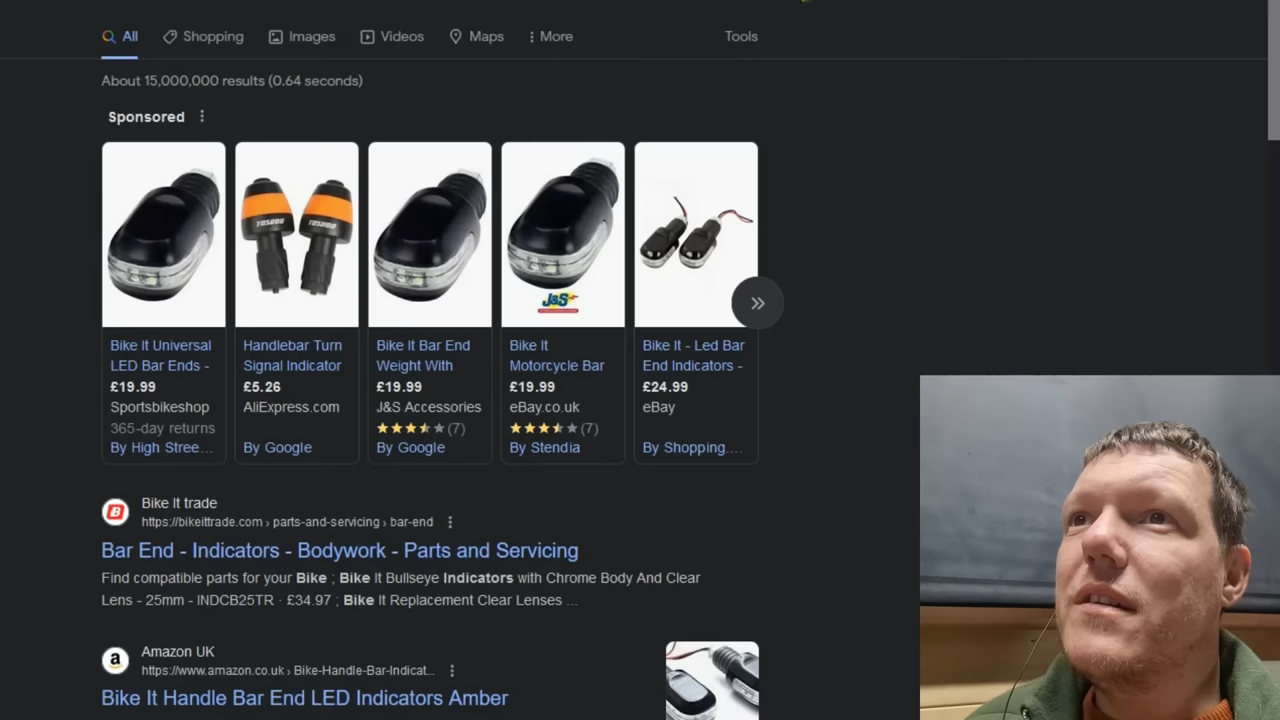 All
Shopping
Images
Videos
Maps
More
Tools
About 15,000,000 results (0.64 seconds)
Sponsored
TOSUOD
J&S
Bike It Universal
LED Bar Ends -
£19.99
Sportsbikeshop
365-day returns
By High Stree...
Handlebar Turn
Signal Indicator
£5.26
AliExpress.com
By Google
Bike It Bar End
Weight With
£19.99
J&S Accessories
(7)
By Google
Bike It
Motorcycle Bar
£19.99
eBay.co.uk
(7)
By Stendia
Bike It - Led Bar
End Indicators -
£24.99
eBay
By Shopping....
Bike It trade
https://bikeittrade.com › parts-and-servicing › bar-end
Bar End - Indicators - Bodywork - Parts and Servicing
Find compatible parts for your Bike ; Bike It Bullseye Indicators with Chrome Body And Clear
Lens - 25mm - INDCB25TR · £34.97 ; Bike It Replacement Clear Lenses ...
Amazon UK
https://www.amazon.co.uk › Bike-Handle-Bar-Indicat...
Bike It Handle Bar End LED Indicators Amber